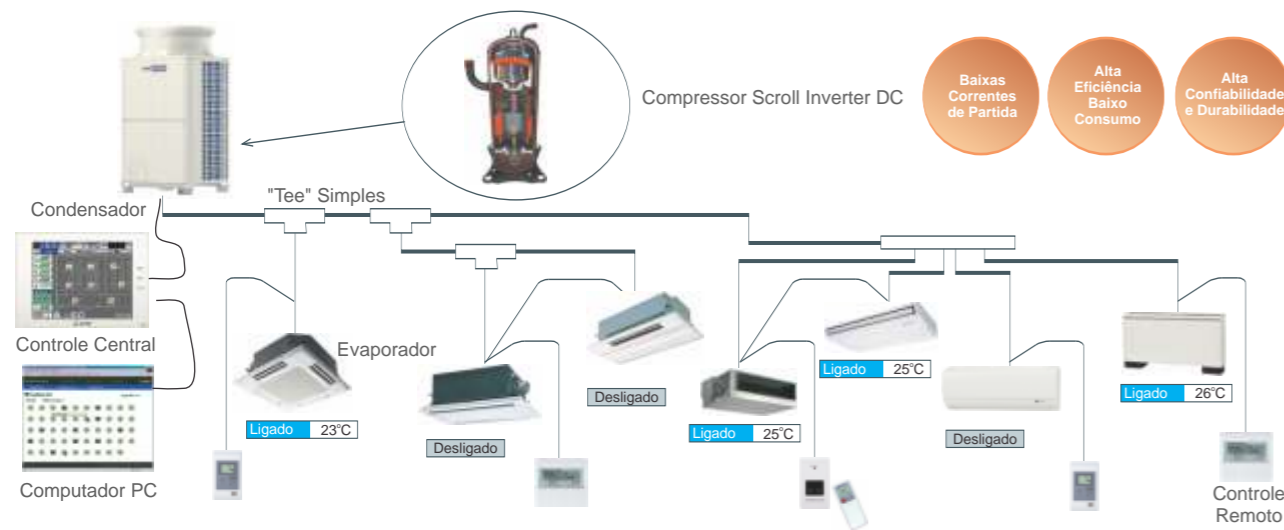 Compressor Scroll Inverter DC
Baixas
Correntes
de Partida
Alta
Eficiência
Baixo
Consumo
Alta
Confiabilidade
e Durabilidade
"Tee" Simples
Condensador
Controle Central
Evaporador
Computador PC
Ligado 23°C
Desligado
Desligado
Ligado 25°C
Ligado 25°C
Desligado
Ligado 26°C
Controle
Remoto